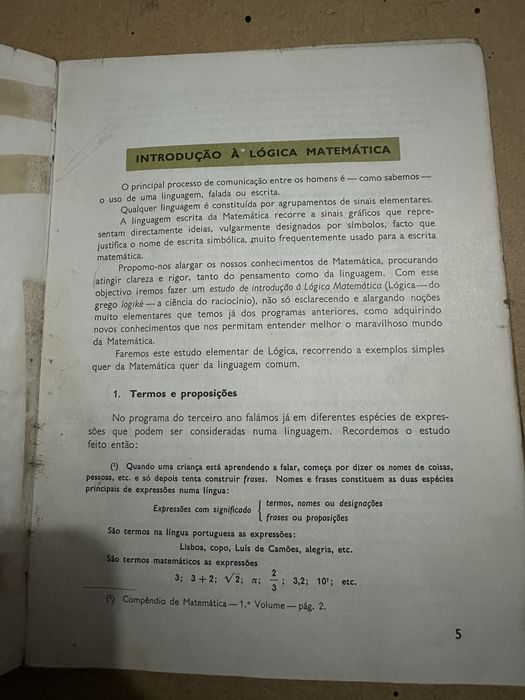 INTRODUÇÃO À LÓGICA MATEMÁTICA
O principal processo de comunicação entre os homens é — como sabemos —
o uso de uma linguagem, falada ou escrita.
Qualquer linguagem é constituída por agrupamentos de sinais elementares.
A linguagem escrita da Matemática recorre a sinais gráficos que repre-
sentam directamente ideias, vulgarmente designados por símbolos, facto que
justifica o nome de escrita simbólica, muito frequentemente usado para a escrita
matemática.
Propomo-nos alargar os nossos conhecimentos de Matemática, procurando
atingir clareza e rigor, tanto do pensamento como da linguagem. Com esse
objectivo iremos fazer um estudo de introdução à Lógica Matemática (Lógica — do
grego logiké — a ciência do raciocínio), não só esclarecendo e alargando noções
muito elementares que temos já dos programas anteriores, como adquirindo
novos conhecimentos que nos permitam entender melhor o maravilhoso mundo
da Matemática.
Faremos este estudo elementar de Lógica, recorrendo a exemplos simples
quer da Matemática quer da linguagem comum.
1. Termos e proposições
No programa do terceiro ano falámos já em diferentes espécies de expres-
sões que podem ser consideradas numa linguagem. Recordemos o estudo
feito então:
(¹) Quando uma criança está aprendendo a falar, começa por dizer os nomes de coisas,
pessoas, etc. e só depois tenta construir frases. Nomes e frases constituem as duas espécies
principais de expressões numa língua:
Expressões com significado { termos, nomes ou designações
frases ou proposições
São termos na língua portuguesa as expressões:
Lisboa, copo, Luís de Camões, alegria, etc.
São termos matemáticos as expressões
3; 3 + 2; √2; π; 2/3; 3,2; 10⁷; etc.
(¹) Compêndio de Matemática — 1.º Volume — pág. 2.
5